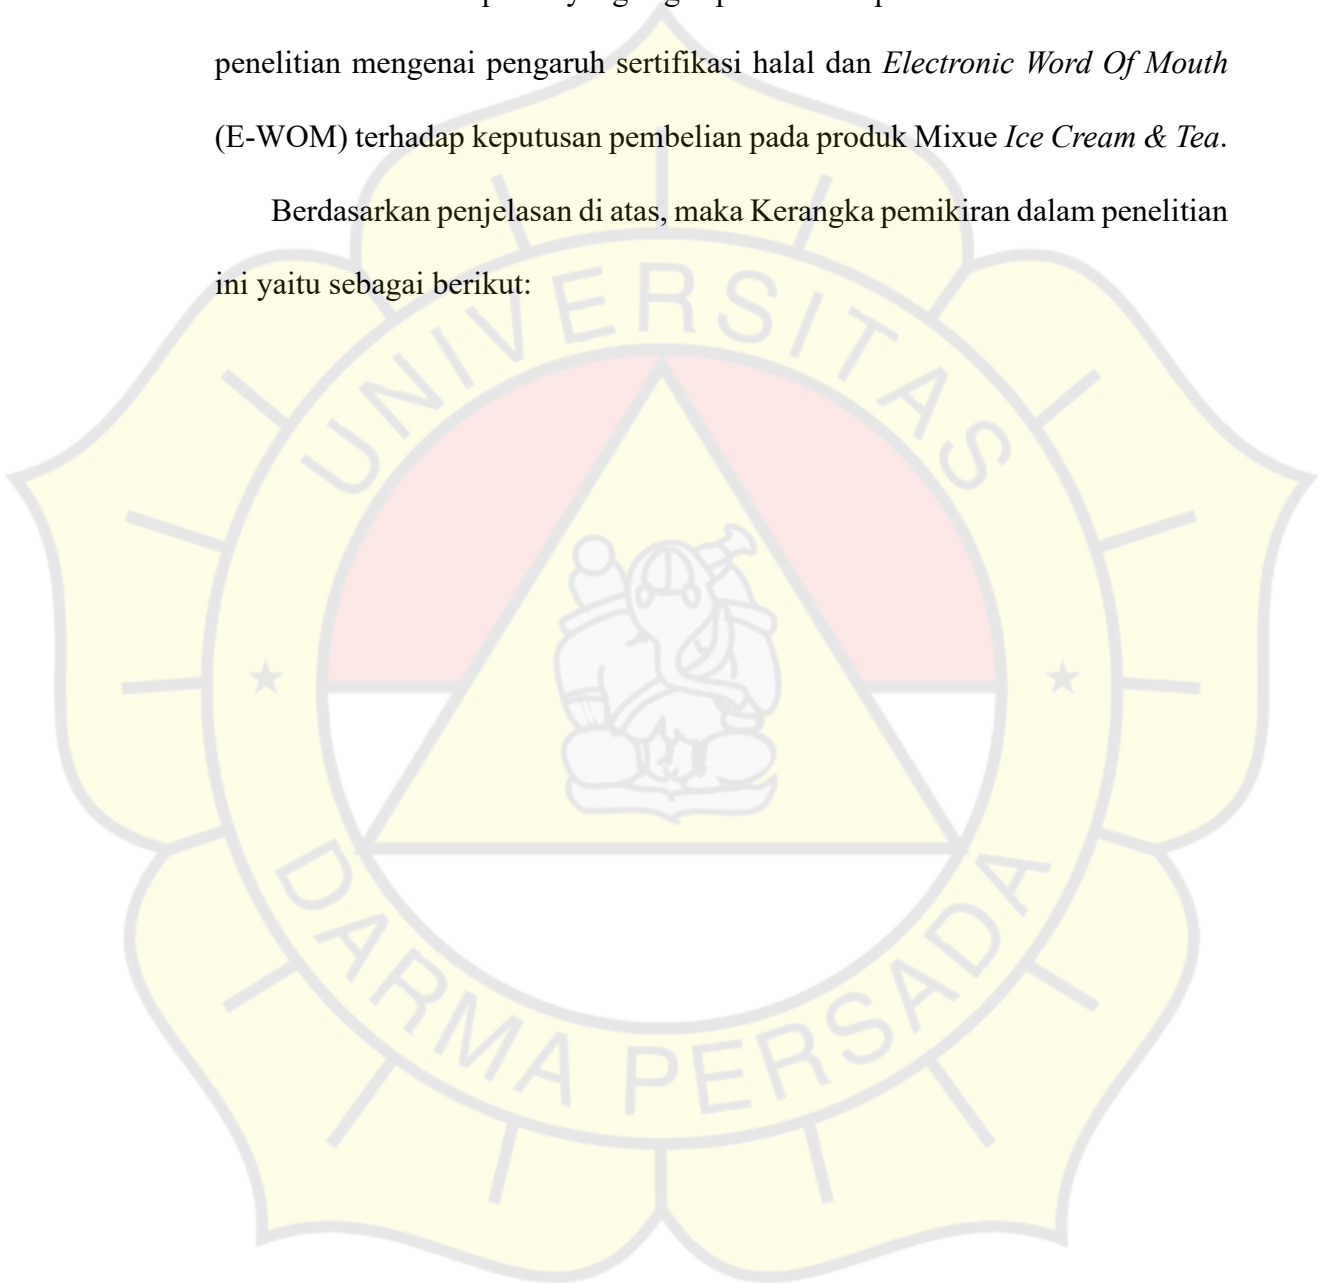 penelitian mengenai pengaruh sertifikasi halal dan Electronic Word Of Mouth
(E-WOM) terhadap keputusan pembelian pada produk Mixue Ice Cream & Tea.
Berdasarkan penjelasan di atas, maka Kerangka pemikiran dalam penelitian
ini yaitu sebagai berikut:
UNIVERSITAS
DARMA PERSADA